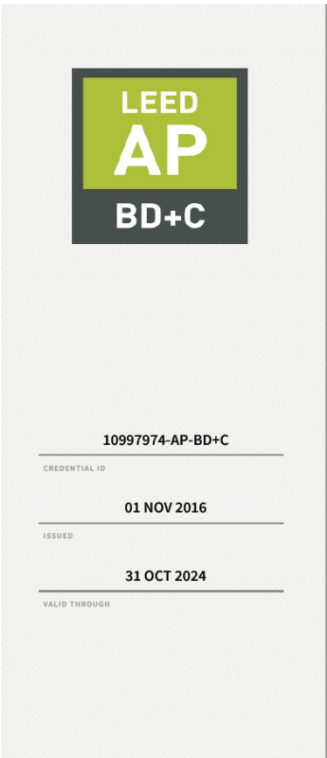 LEED
AP
BD+C
10997974-AP-BD+C
CREDENTIAL ID
01 NOV 2016
ISSUED
31 OCT 2024
VALID THROUGH